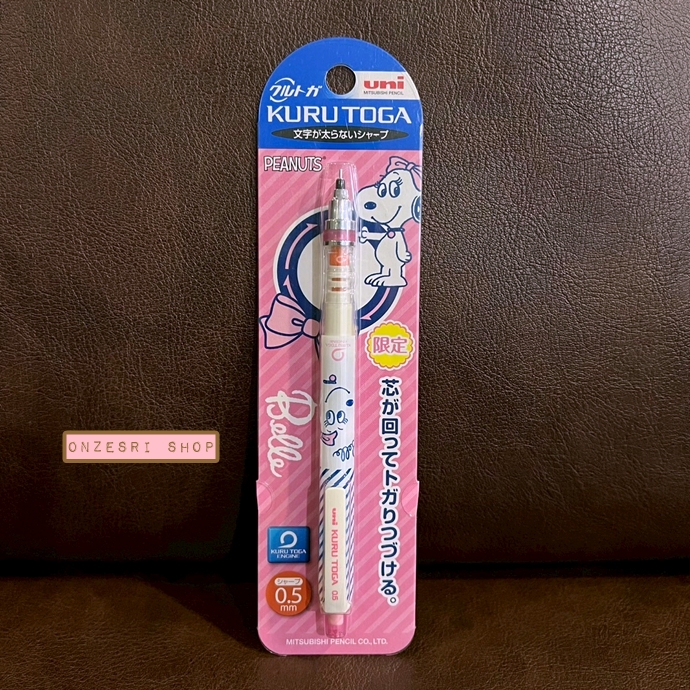 クルトガ
uni
MITSUBISHI PENCIL
KURU TOGA
文字が太らないシャープ
PEANUTS
限定
芯が回ってトガりつづける。
Belle
Belle
uni KURU TOGA 0.5
KURU TOGA
ENGINE
シャープ
0.5
mm
MITSUBISHI PENCIL CO., LTD.
ONZESRI SHOP